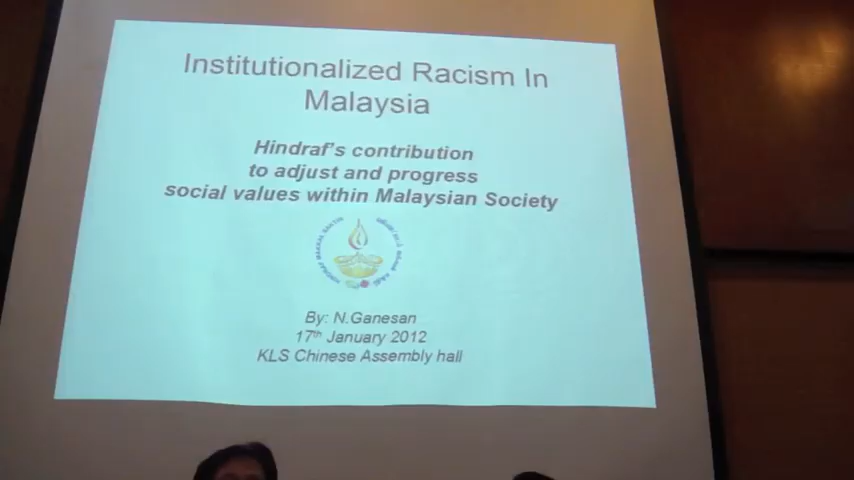 Institutionalized Racism In
Malaysia
Hindraf's contribution
to adjust and progress
social values within Malaysian Society
By: N.Ganesan
17th January 2012
KLS Chinese Assembly hall